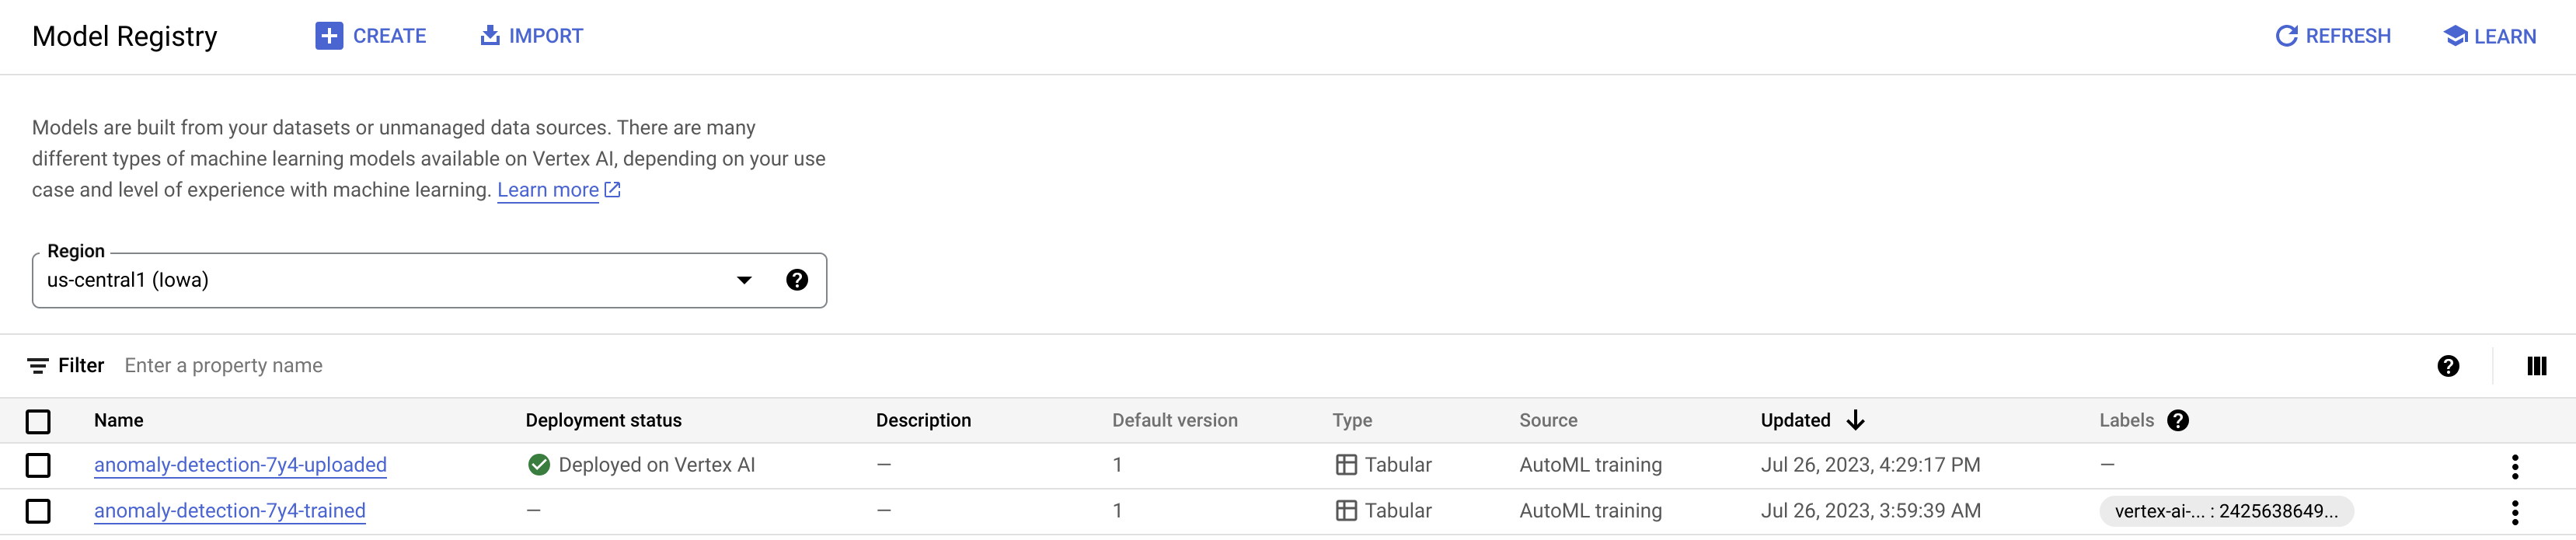 Model Registry CREATE IMPORT REFRESH LEARN
Models are built from your datasets or unmanaged data sources. There are many
different types of machine learning models available on Vertex AI, depending on your use
case and level of experience with machine learning. Learn more
Region
us-central1 (Iowa)
Filter Enter a property name
Name Deployment status Description Default version Type Source Updated Labels
anomaly-detection-7y4-uploaded Deployed on Vertex AI — 1 Tabular AutoML training Jul 26, 2023, 4:29:17 PM —
anomaly-detection-7y4-trained — — 1 Tabular AutoML training Jul 26, 2023, 3:59:39 AM vertex-ai-... : 2425638649...